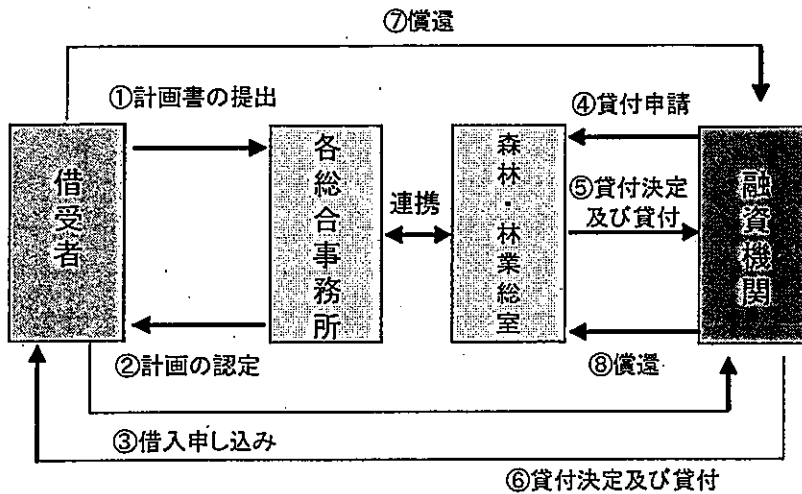 ⑦償還
①計画書の提出
④貸付申請
借受者
各総合事務所
連携
森林・林業総室
⑤貸付決定
及び貸付
融資機関
②計画の認定
⑧償還
③借入申し込み
⑥貸付決定及び貸付